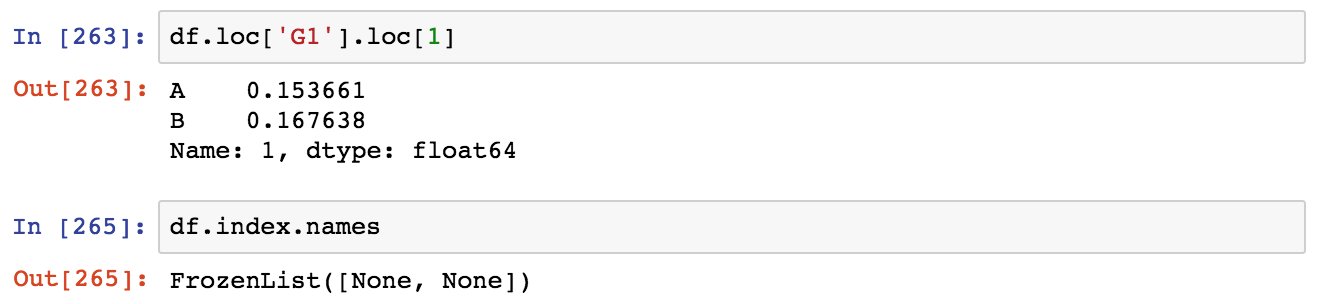 In [263]: df.loc['G1'].loc[1]
Out[263]: A    0.153661
B    0.167638
Name: 1, dtype: float64
In [265]: df.index.names
Out[265]: FrozenList([None, None])